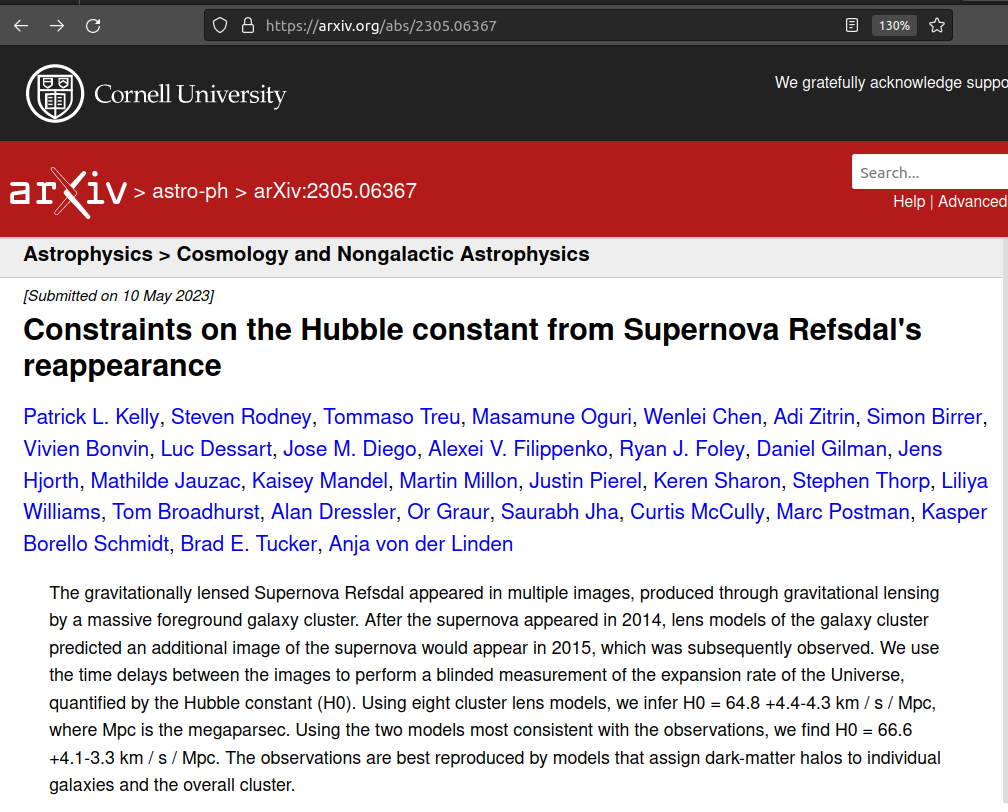 https://arxiv.org/abs/2305.06367
130%
Cornell University
We gratefully acknowledge suppo
arXiv > astro-ph > arXiv:2305.06367
Search...
Help | Advanced
Astrophysics > Cosmology and Nongalactic Astrophysics
[Submitted on 10 May 2023]
Constraints on the Hubble constant from Supernova Refsdal's
reappearance
Patrick L. Kelly, Steven Rodney, Tommaso Treu, Masamune Oguri, Wenlei Chen, Adi Zitrin, Simon Birrer,
Vivien Bonvin, Luc Dessart, Jose M. Diego, Alexei V. Filippenko, Ryan J. Foley, Daniel Gilman, Jens
Hjorth, Mathilde Jauzac, Kaisey Mandel, Martin Millon, Justin Pierel, Keren Sharon, Stephen Thorp, Liliya
Williams, Tom Broadhurst, Alan Dressler, Or Graur, Saurabh Jha, Curtis McCully, Marc Postman, Kasper
Borello Schmidt, Brad E. Tucker, Anja von der Linden
The gravitationally lensed Supernova Refsdal appeared in multiple images, produced through gravitational lensing
by a massive foreground galaxy cluster. After the supernova appeared in 2014, lens models of the galaxy cluster
predicted an additional image of the supernova would appear in 2015, which was subsequently observed. We use
the time delays between the images to perform a blinded measurement of the expansion rate of the Universe,
quantified by the Hubble constant (H0). Using eight cluster lens models, we infer H0 = 64.8 +4.4-4.3 km / s / Mpc,
where Mpc is the megaparsec. Using the two models most consistent with the observations, we find H0 = 66.6
+4.1-3.3 km / s / Mpc. The observations are best reproduced by models that assign dark-matter halos to individual
galaxies and the overall cluster.